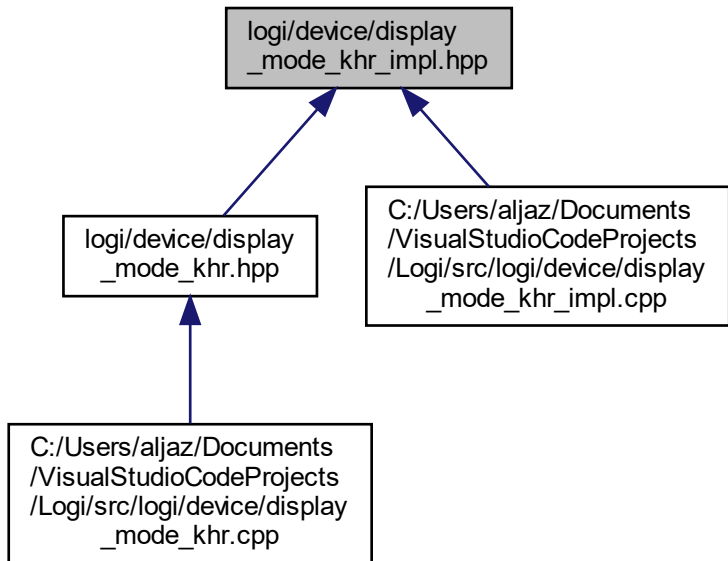 logi/device/display
_mode_khr_impl.hpp
logi/device/display
_mode_khr.hpp
C:/Users/aljaz/Documents
/VisualStudioCodeProjects
/Logi/src/logi/device/display
_mode_khr_impl.cpp
C:/Users/aljaz/Documents
/VisualStudioCodeProjects
/Logi/src/logi/device/display
_mode_khr.cpp